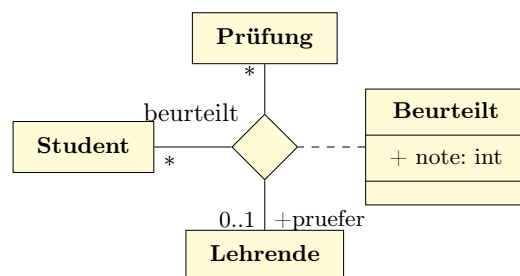 Prüfung
*
beurteilt
Student
*
Beurteilt
+ note: int
0..1 +pruefer
Lehrende